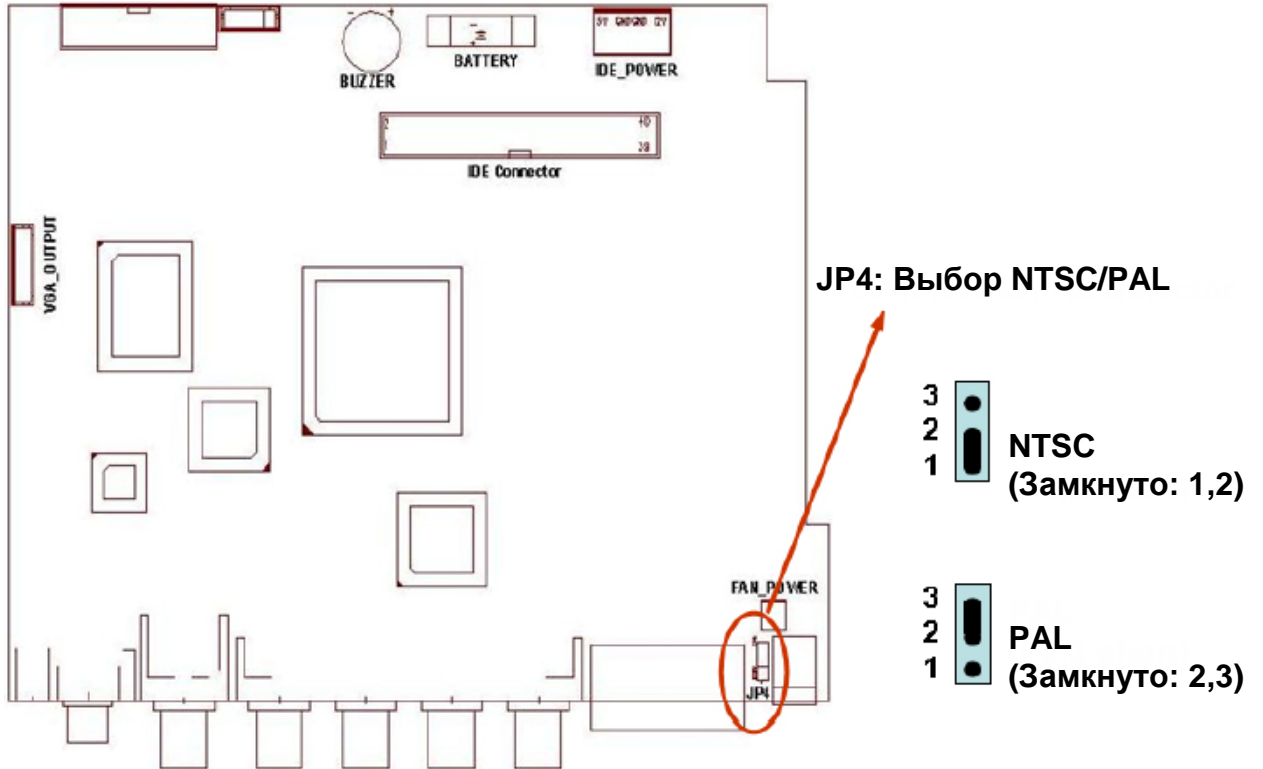 - +
5V GND GND 12V
BUZZER
BATTERY
IDE_POWER
2
40
1
39
IDE Connector
VGA_OUTPUT
JP4: Выбор NTSC/PAL
3
2
1
NTSC
(Замкнуто: 1,2)
FAN_POWER
3
2
1
PAL
(Замкнуто: 2,3)
JP4